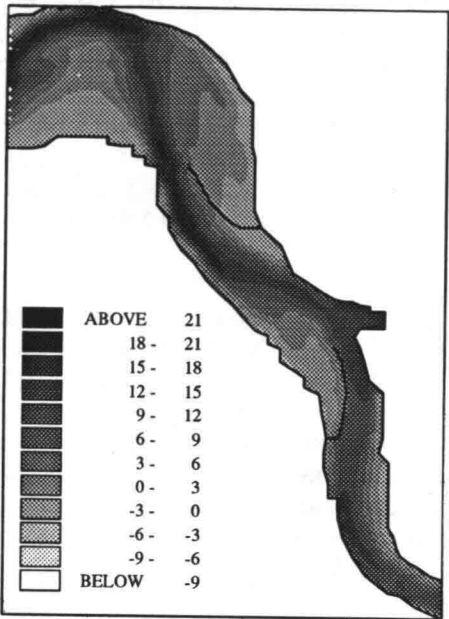 ABOVE 21
18 - 21
15 - 18
12 - 15
9 - 12
6 - 9
3 - 6
0 - 3
-3 - 0
-6 - -3
-9 - -6
BELOW -9